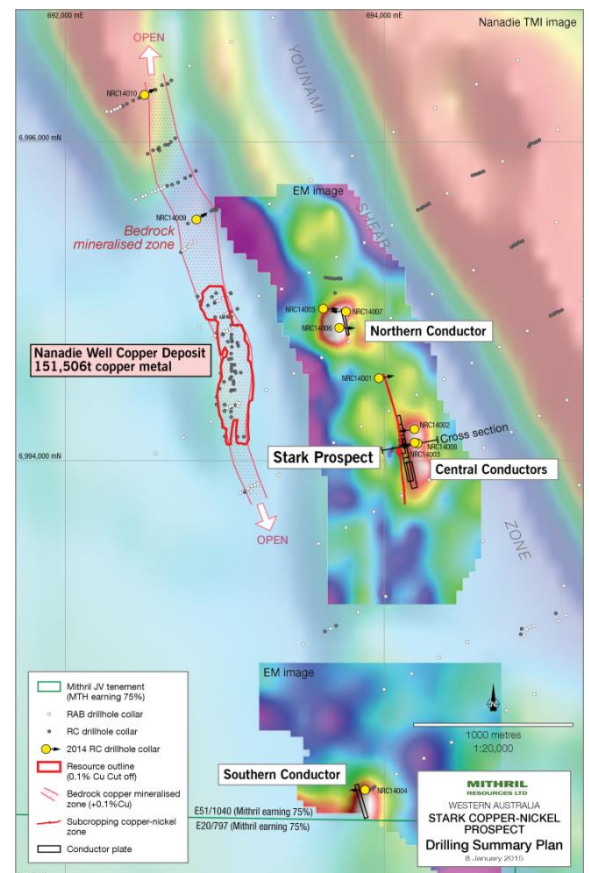 692,000 mE
694,000 mE
Nanadie TMI image
OPEN
YOUNAMI
NRC14010
6,996,000 mN
EM image
SHEAR
NRC14009
Bedrock
mineralised zone
NRC14005
NRC14007
NRC14006
Northern Conductor
Nanadie Well Copper Deposit
151,506t copper metal
NRC14001
NRC14002
Cross section
NRC14008
NRC14003
Stark Prospect
Central Conductors
6,994,000 mN
ZONE
OPEN
EM image
Mithril JV tenement
(MTH earning 75%)
RAB drillhole collar
RC drillhole collar
2014 RC drillhole collar
Resource outline
(0.1% Cu Cut off)
Bedrock copper mineralised
zone (+0.1%Cu)
Subcropping copper-nickel
zone
Conductor plate
N
1000 metres
1:20,000
Southern Conductor
NRC14004
E51/1040 (Mithril earning 75%)
E20/797 (Mithril earning 75%)
MITHRIL
RESOURCES LTD
WESTERN AUSTRALIA
STARK COPPER-NICKEL
PROSPECT
Drilling Summary Plan
8 January 2015